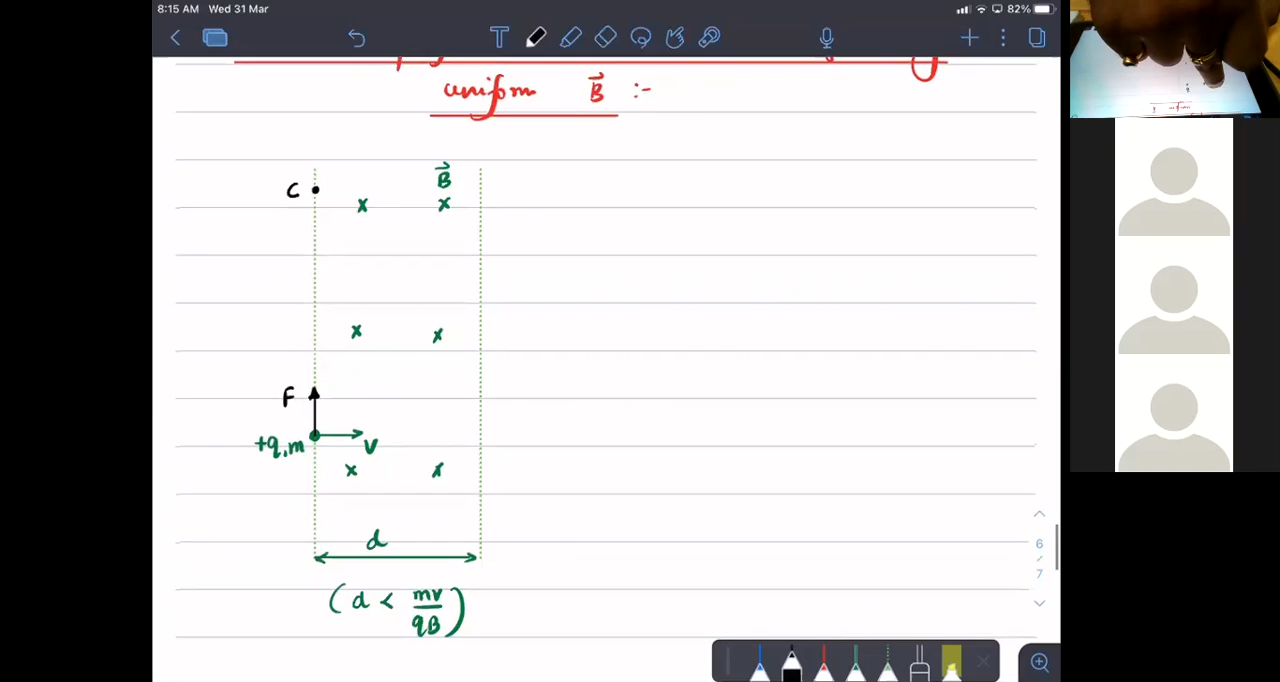 8:15 AM Wed 31 Mar
82%
uniform B⃗ :-
C
B⃗
x x
x x
F
+q,m
V
x x
d
(d < mv/qB)
6
7